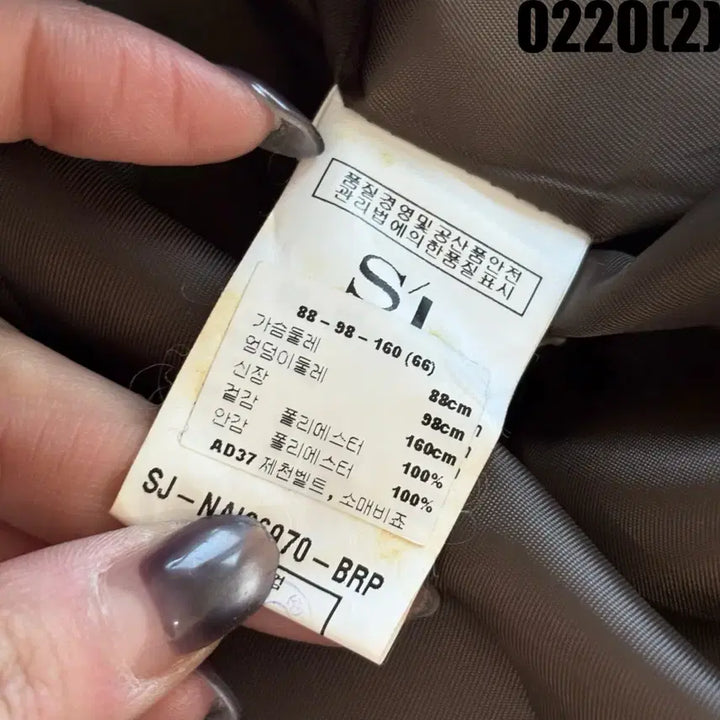 0220(2)
품질경영및공산품안전
관리법에의한품질표시
S/1
88-98-160(66)
가슴둘레 88cm
엉덩이둘레 98cm
신장 160cm
겉감 폴리에스터 100%
안감 폴리에스터 100%
AD37 제천벨트, 소매비죠
970-BRP